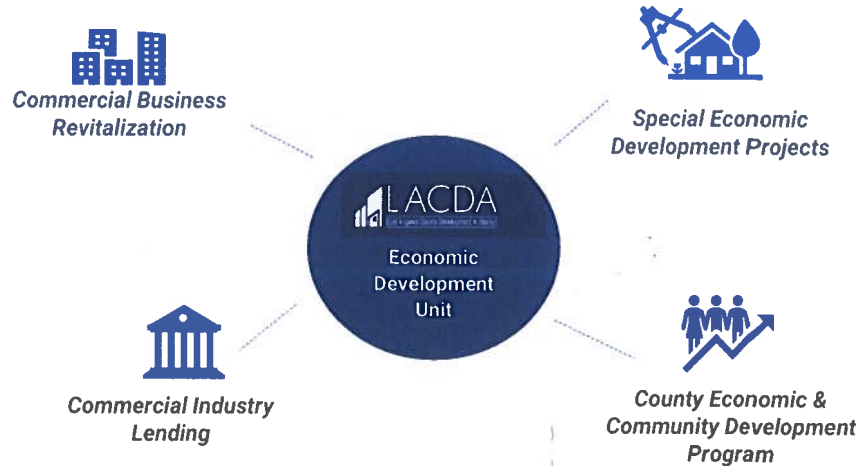 Commercial Business
Revitalization
Special Economic
Development Projects
LACDA
Economic
Development
Unit
Commercial Industry
Lending
County Economic &
Community Development
Program